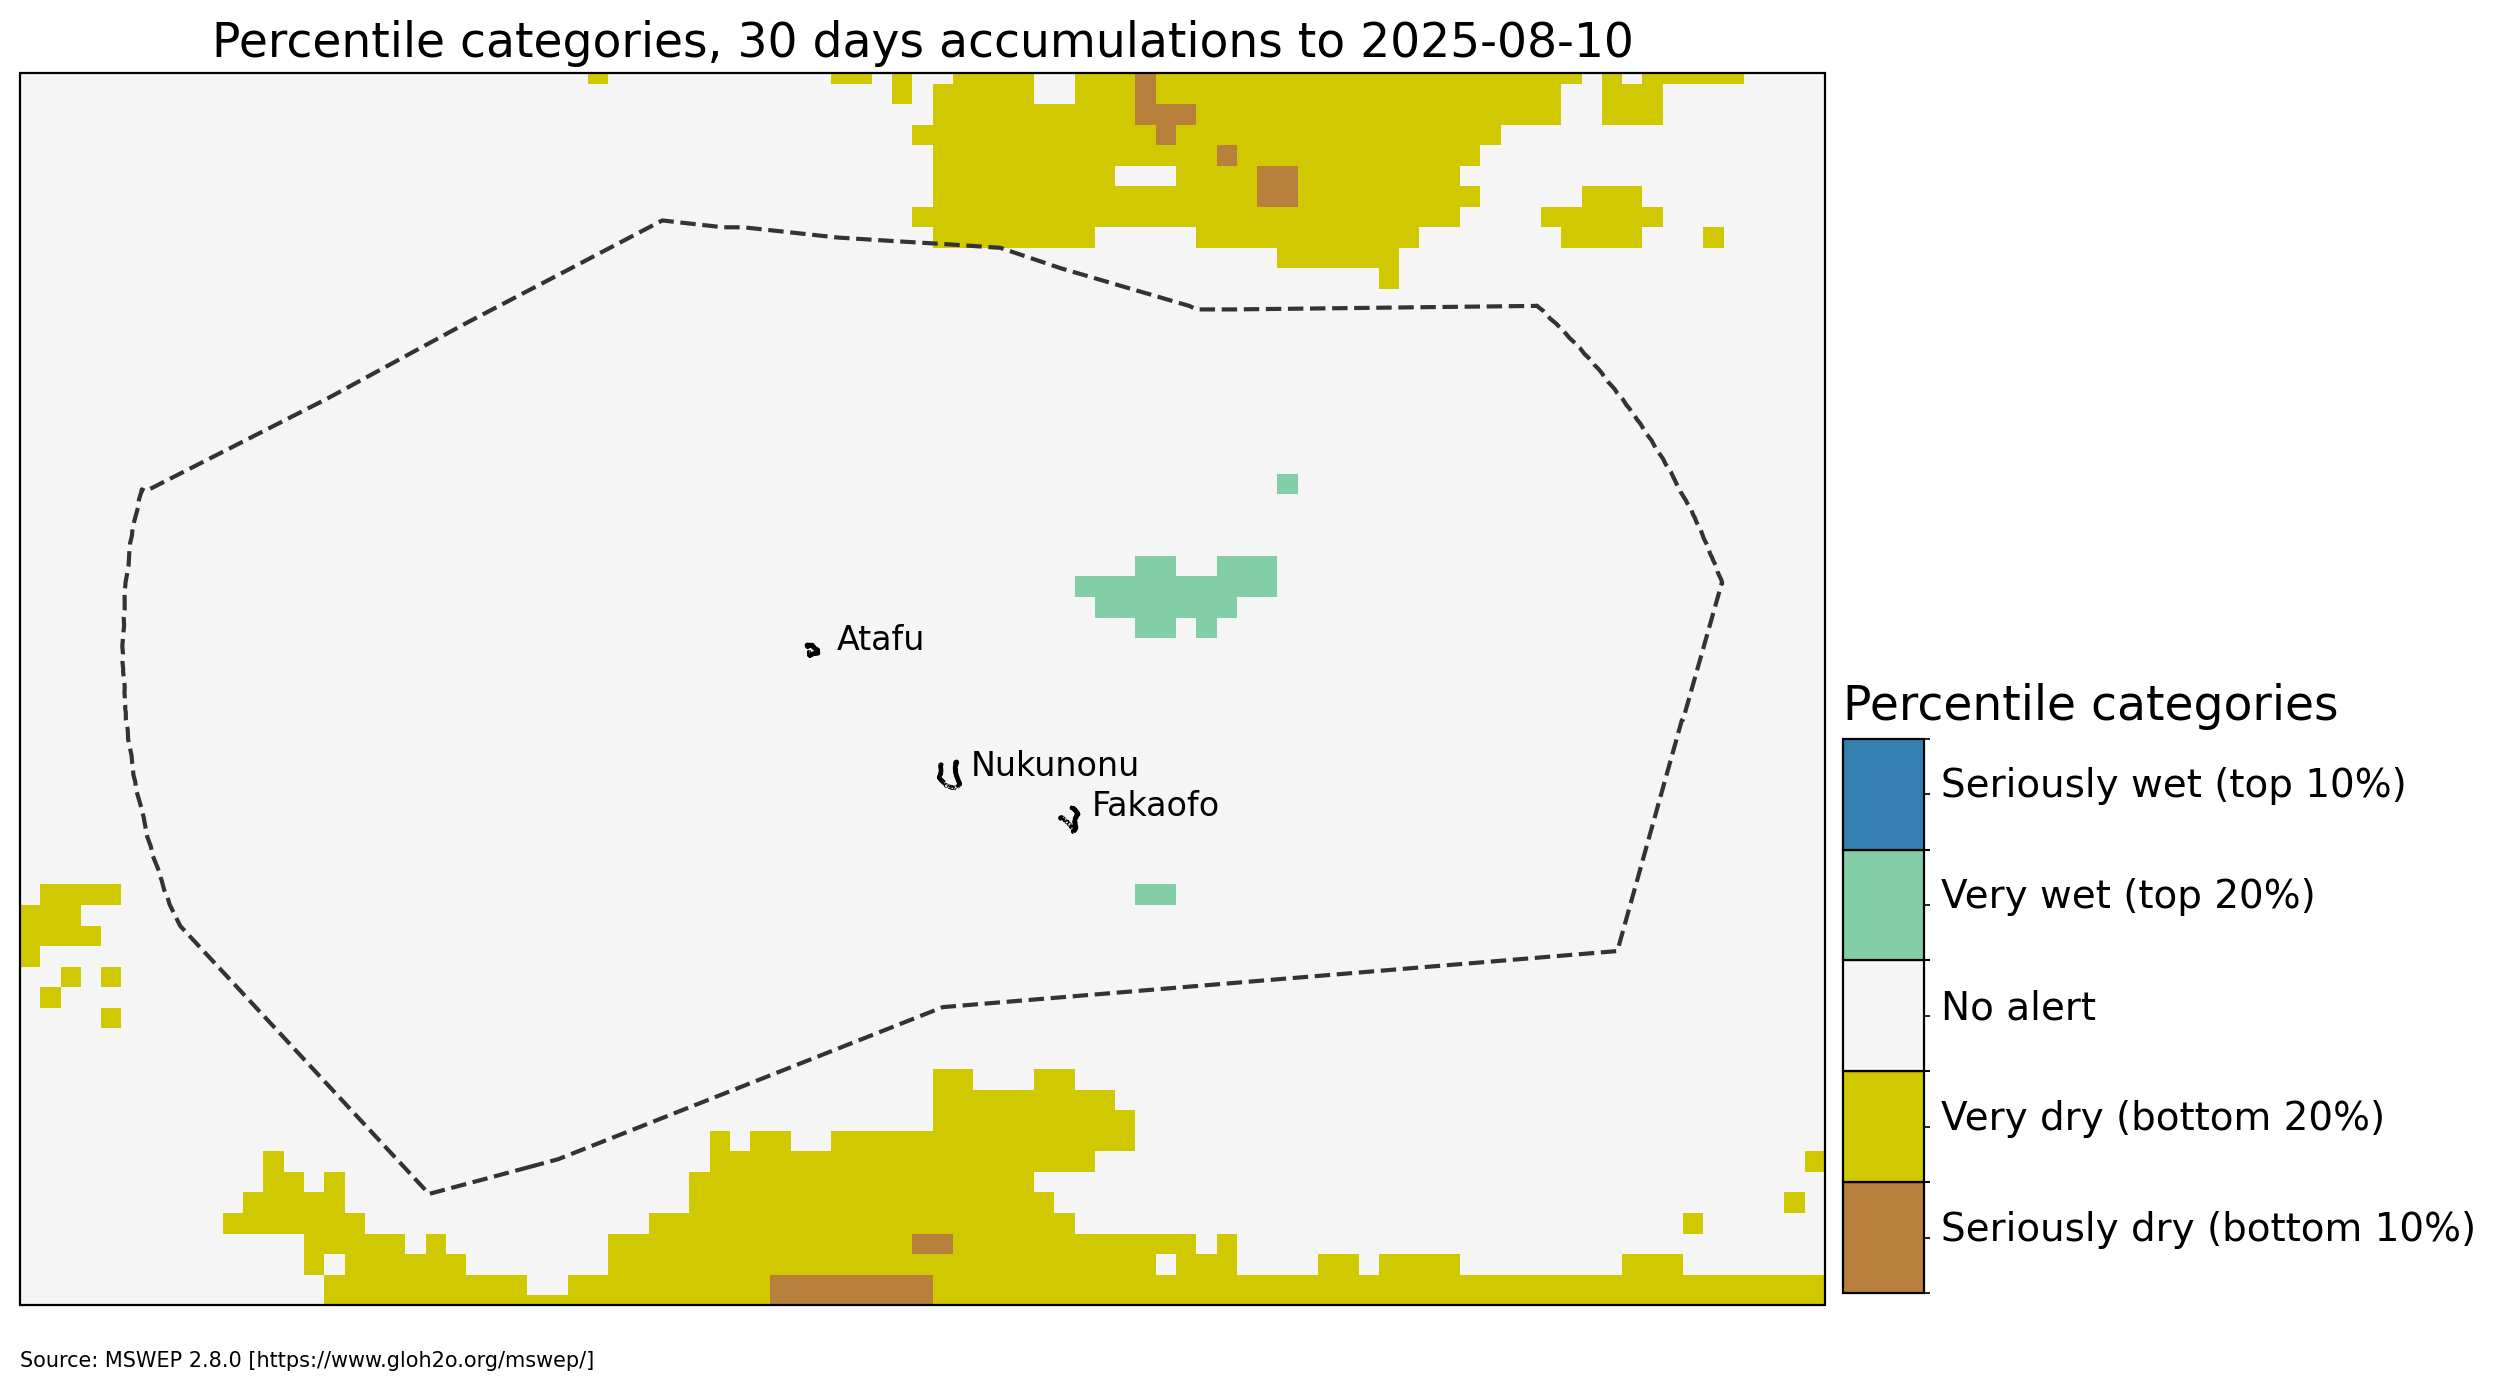 Percentile categories, 30 days accumulations to 2025-08-10
Atafu
Nukunonu
Fakaofo
Percentile categories
Seriously wet (top 10%)
Very wet (top 20%)
No alert
Very dry (bottom 20%)
Seriously dry (bottom 10%)
Source: MSWEP 2.8.0 [https://www.gloh2o.org/mswep/]